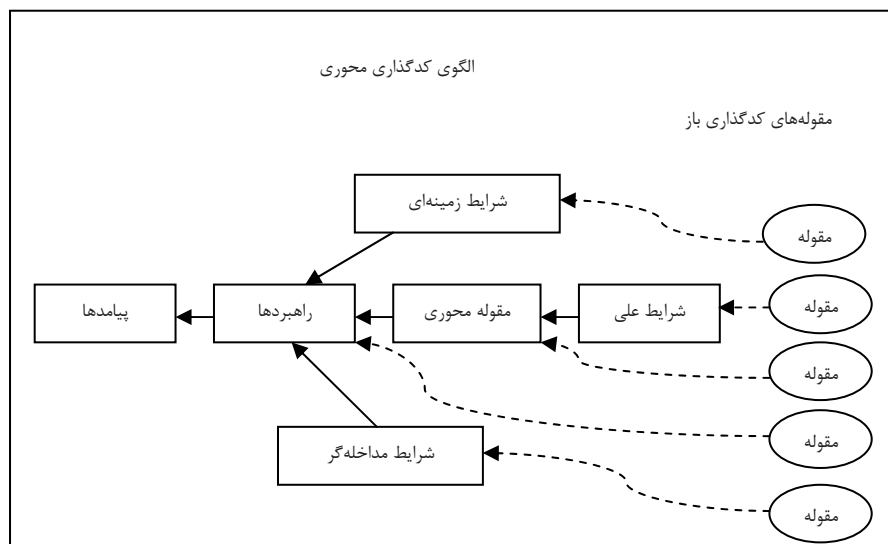 الگوی کدگذاری محوری
مقوله‌های کدگذاری باز
شرایط زمینه‌ای
مقوله
مقوله
شرایط علی
مقوله محوری
راهبردها
پیامدها
مقوله
مقوله
شرایط مداخله‌گر
مقوله